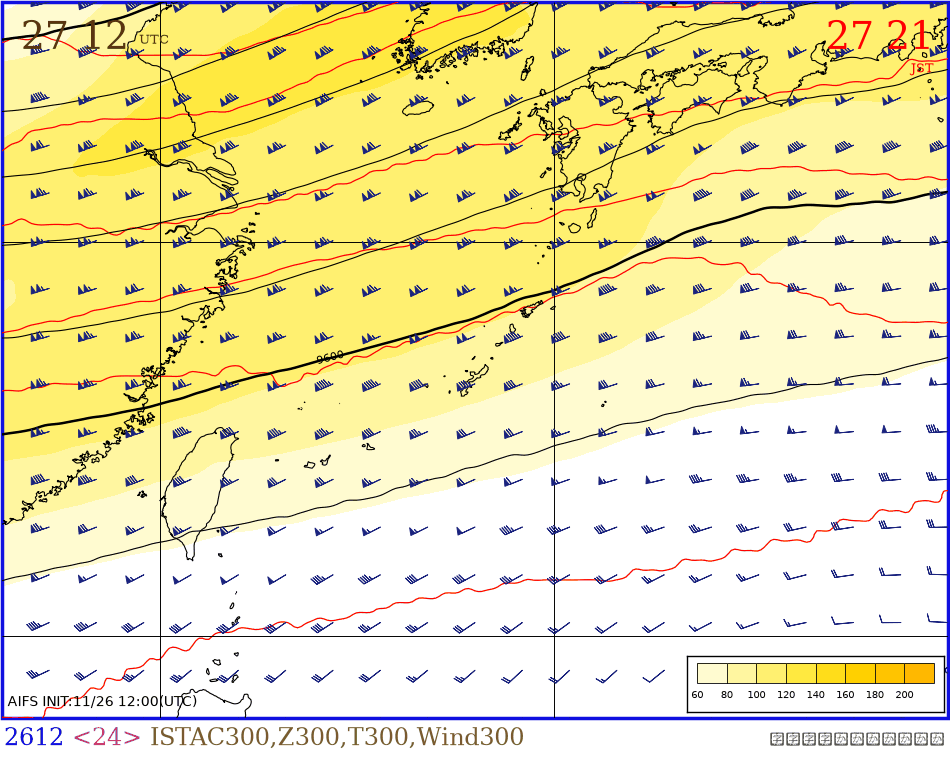 27 12 UTC 27 21
JST
9600
60 80 100 120 140 160 180 200
AIFS INIT:11/26 12:00(UTC)
2612 <24> ISTAC300,Z300,T300,Wind300